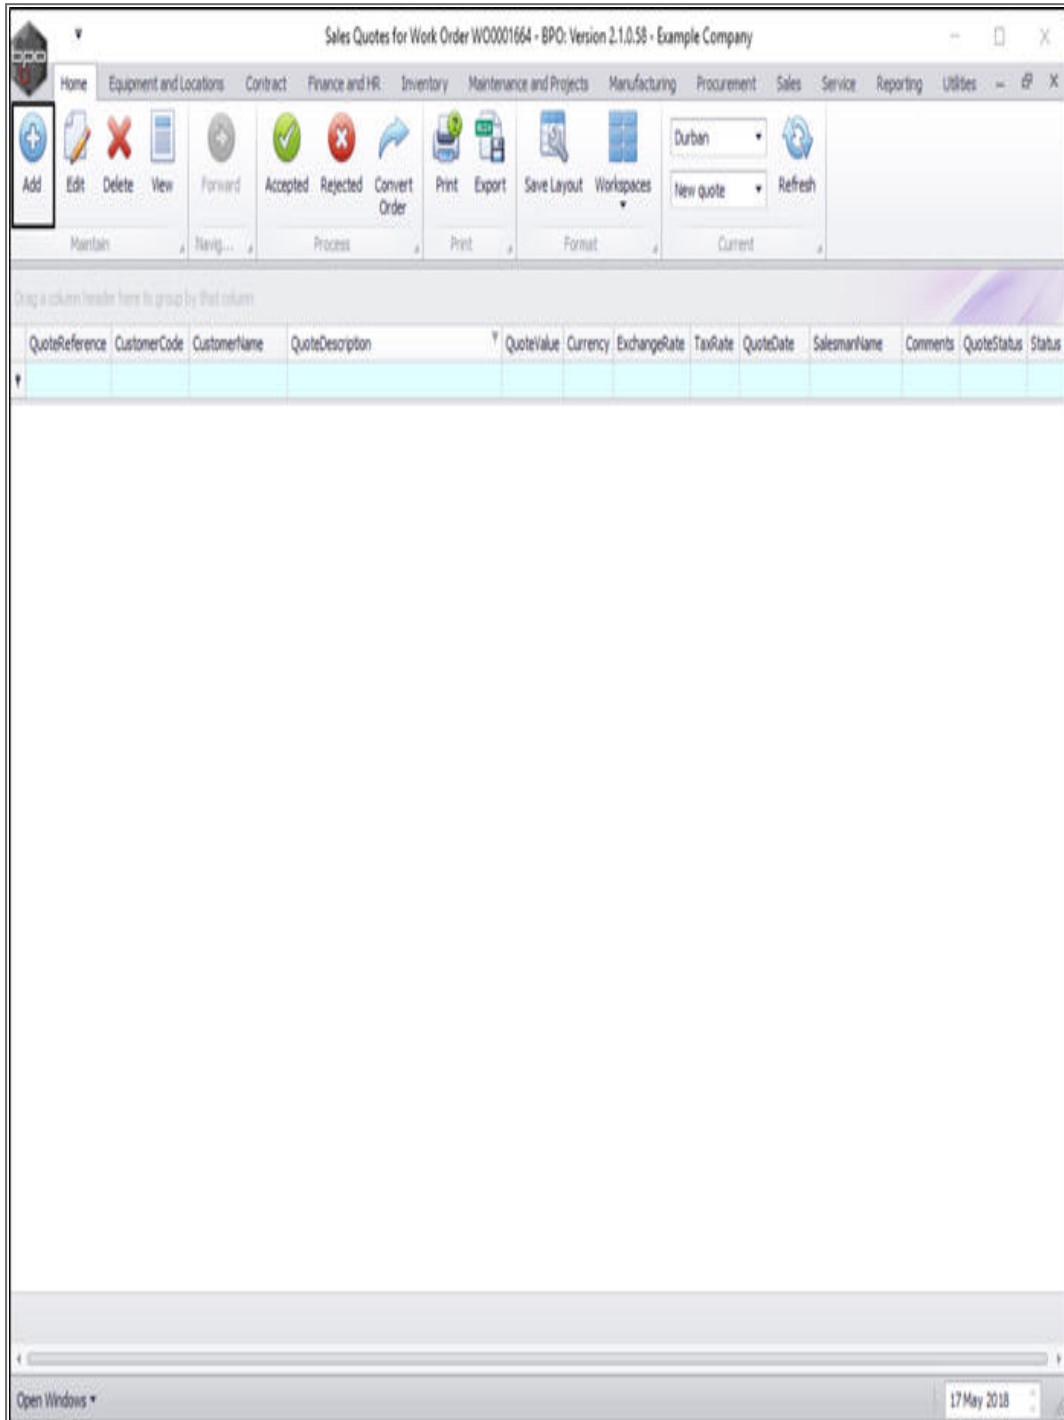 Sales Quotes for Work Order WO0001664 - BPO: Version 2.1.0.58 - Example Company
bpo
Home Equipment and Locations Contract Finance and HR Inventory Maintenance and Projects Manufacturing Procurement Sales Service Reporting Utilities
Add Edit Delete View Forward Accepted Rejected Convert Order Print Export Save Layout Workspaces Durban New quote Refresh
Maintain Navig... Process Print Format Current
Drag a column header here to group by that column
QuoteReference CustomerCode CustomerName QuoteDescription QuoteValue Currency ExchangeRate TaxRate QuoteDate SalesmanName Comments QuoteStatus Status
Open Windows 17 May 2018